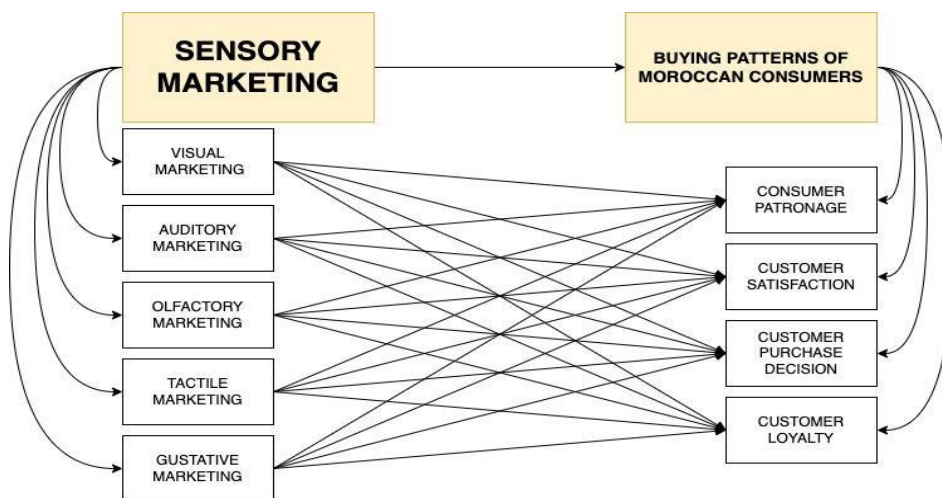 SENSORY
MARKETING
BUYING PATTERNS OF
MOROCCAN CONSUMERS
VISUAL
MARKETING
AUDITORY
MARKETING
OLFACTORY
MARKETING
TACTILE
MARKETING
GUSTATIVE
MARKETING
CONSUMER
PATRONAGE
CUSTOMER
SATISFACTION
CUSTOMER
PURCHASE
DECISION
CUSTOMER
LOYALTY